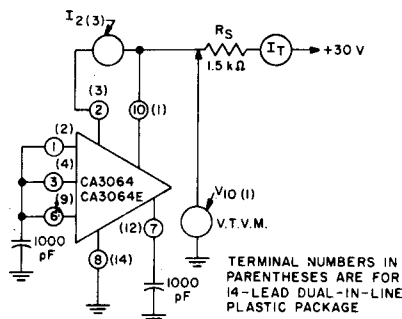 I2(3)
RS
1.5 kΩ
IT
+30 V
(3)
2
10 (1)
(2)
1
(4)
3
(9)
6
CA3064
CA3064E
(12) 7
V10 (1)
V.T.V.M.
1000
pF
8 (14)
1000
pF
TERMINAL NUMBERS IN
PARENTHESES ARE FOR
14-LEAD DUAL-IN-LINE
PLASTIC PACKAGE